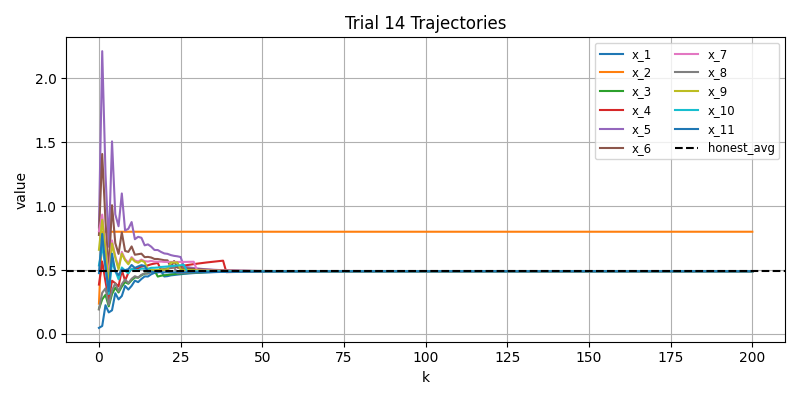 Trial 14 Trajectories
value
2.0
1.5
1.0
0.5
0.0
0 25 50 75 100 125 150 175 200
k
x_1 x_7
x_2 x_8
x_3 x_9
x_4 x_10
x_5 x_11
x_6 honest_avg